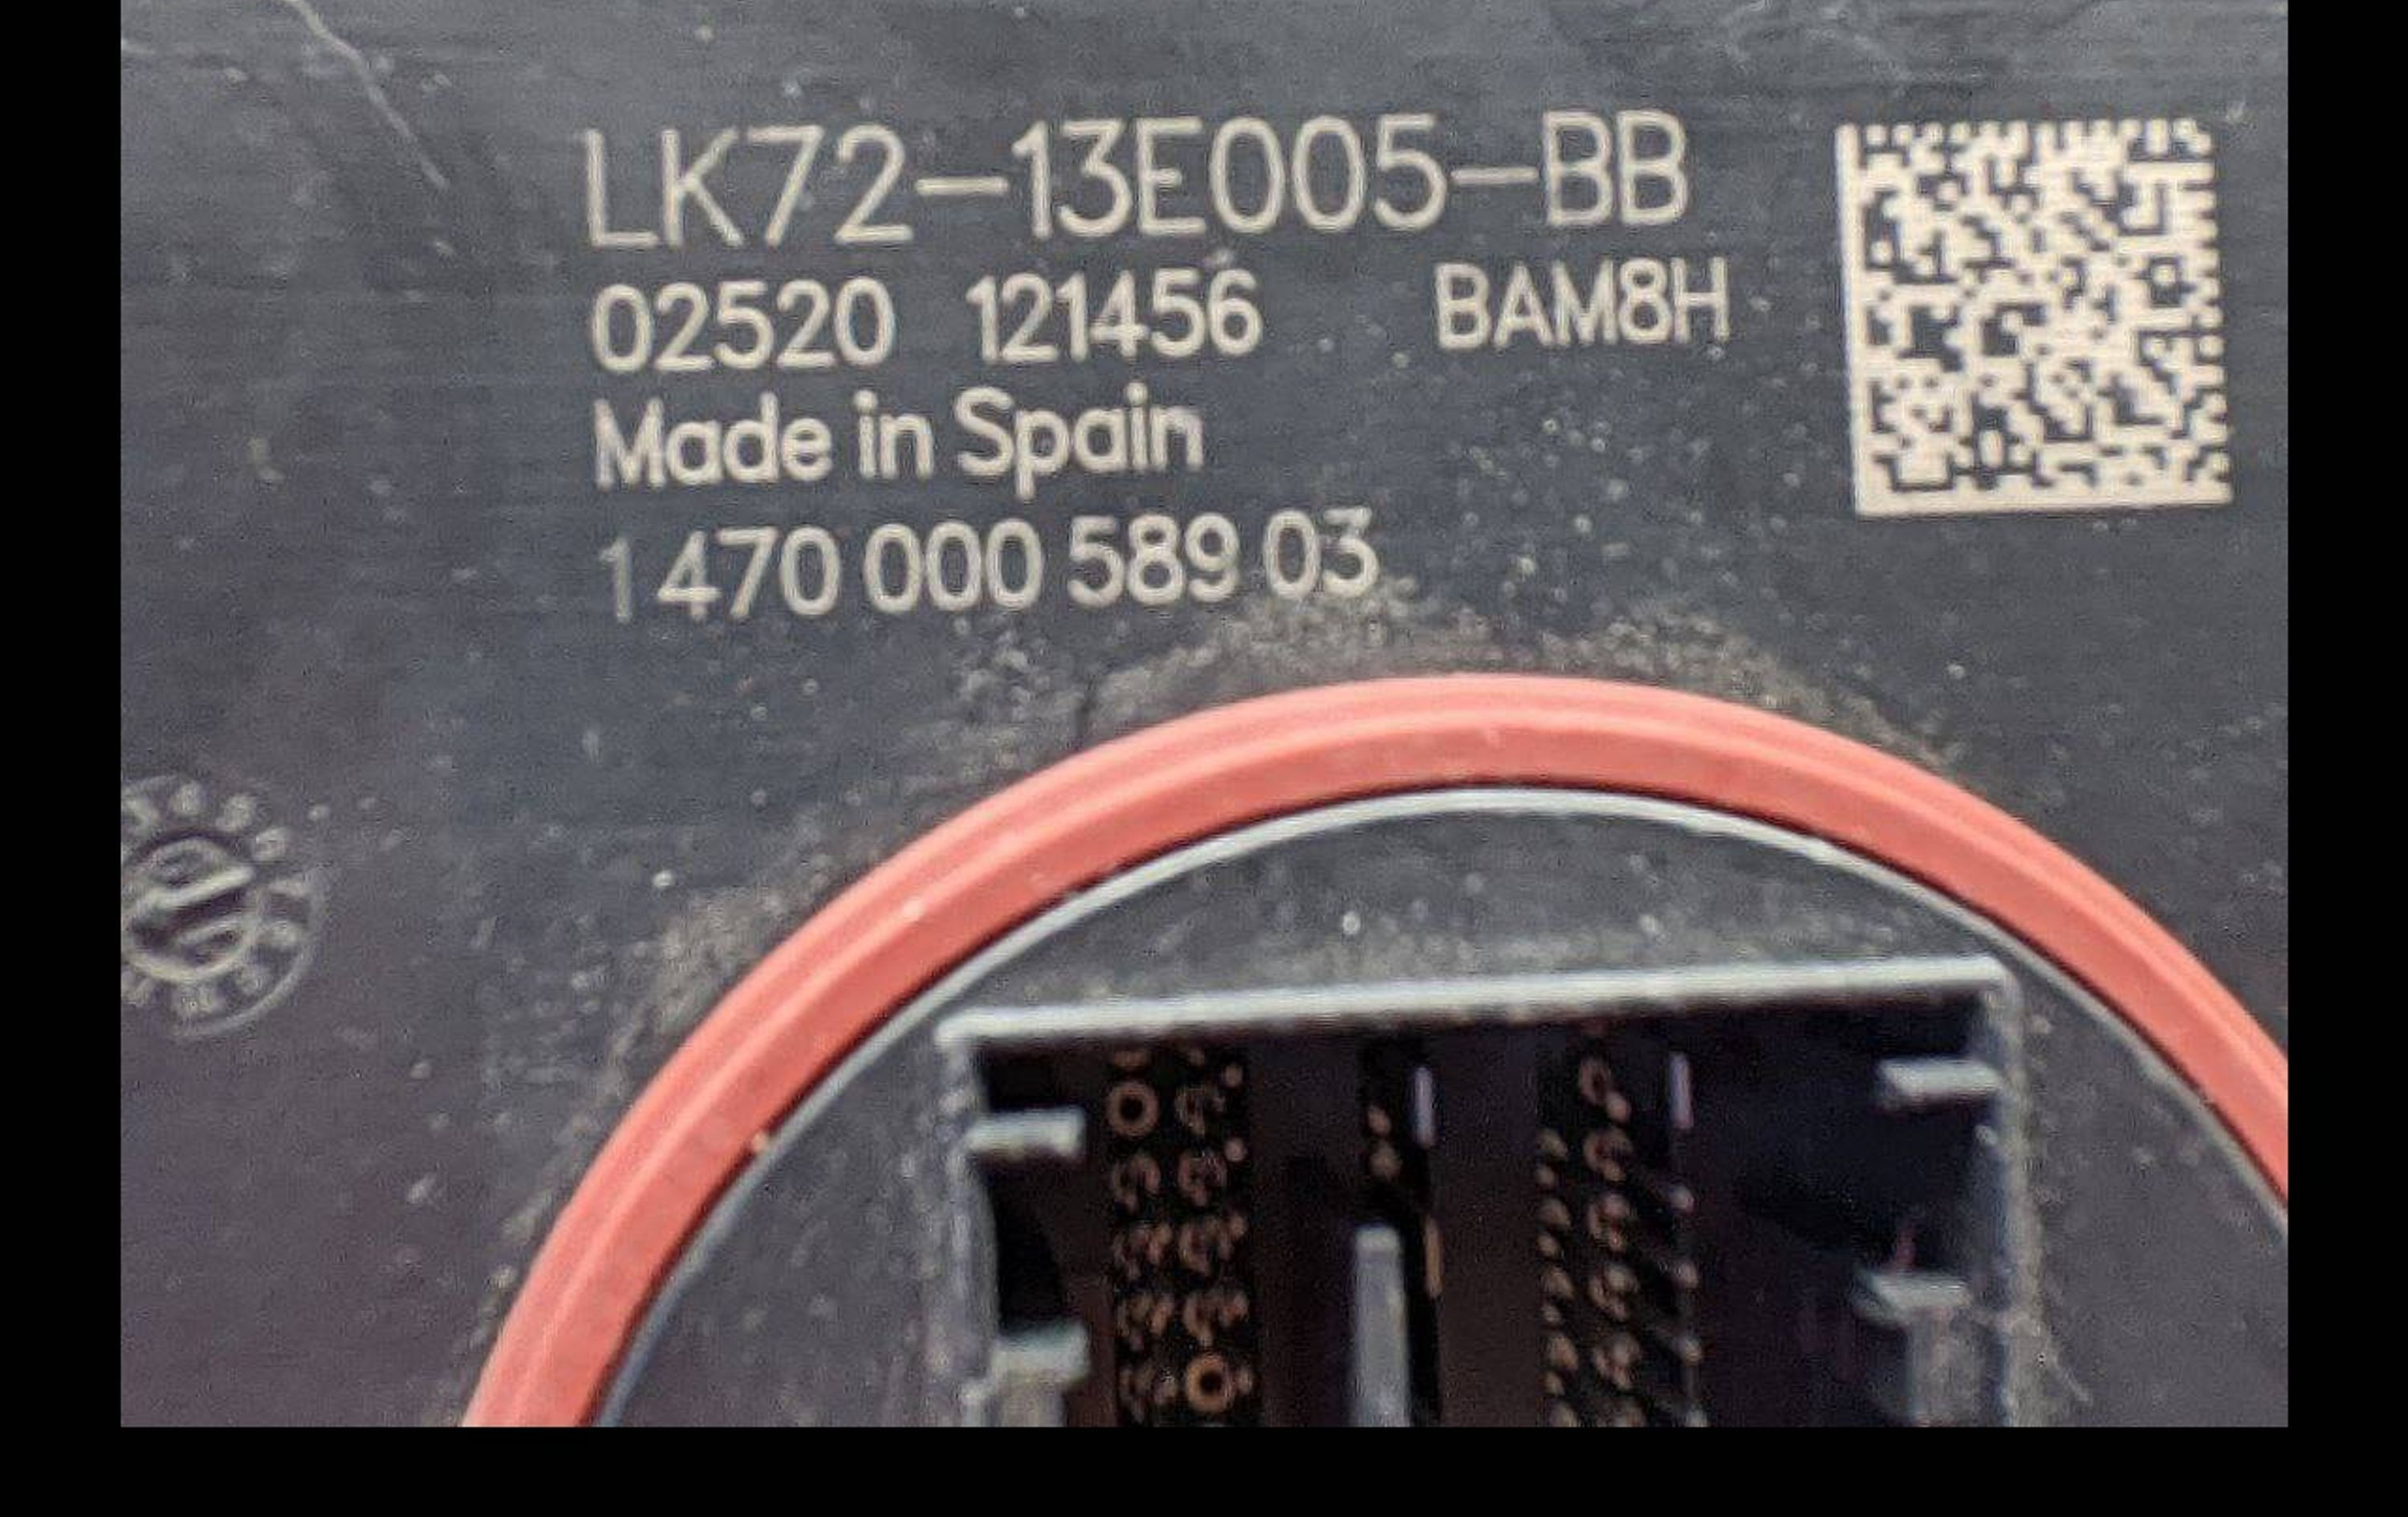 LK72-13E005-BB
02520 121456 BAM8H
Made in Spain
1 470 000 589 03